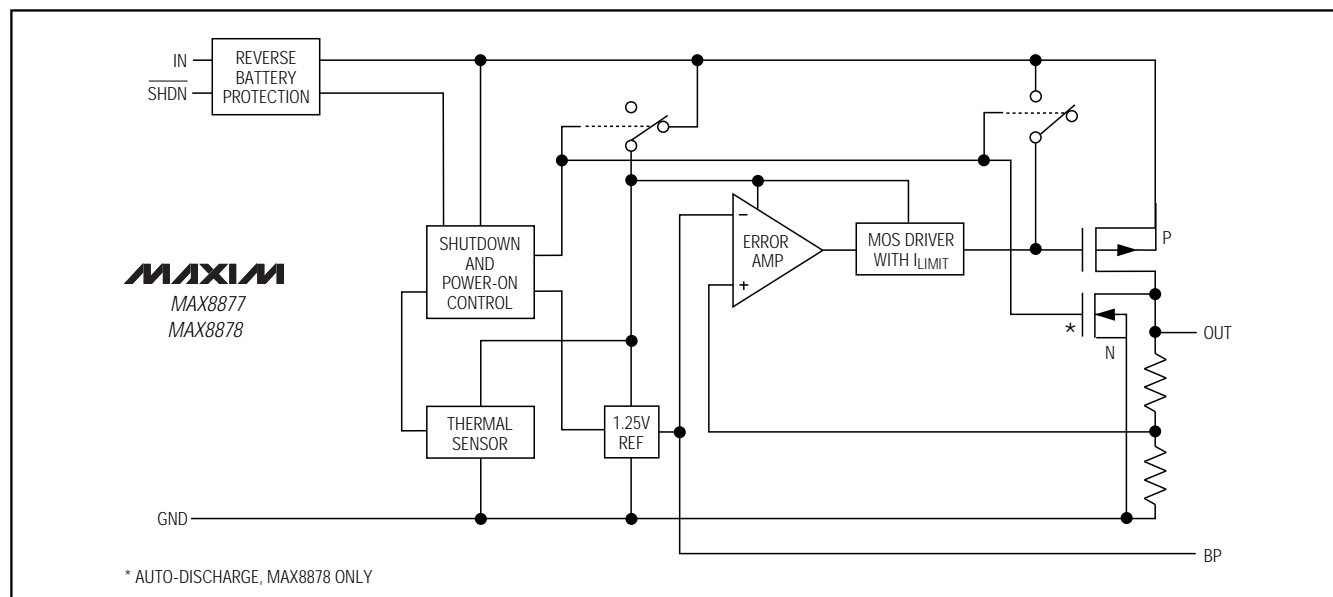 IN
SHDN
REVERSE
BATTERY
PROTECTION
SHUTDOWN
AND
POWER-ON
CONTROL
−
ERROR
AMP
+
MOS DRIVER
WITH ILIMIT
P
MAXIM
MAX8877
MAX8878
*
N
OUT
THERMAL
SENSOR
1.25V
REF
GND
BP
* AUTO-DISCHARGE, MAX8878 ONLY